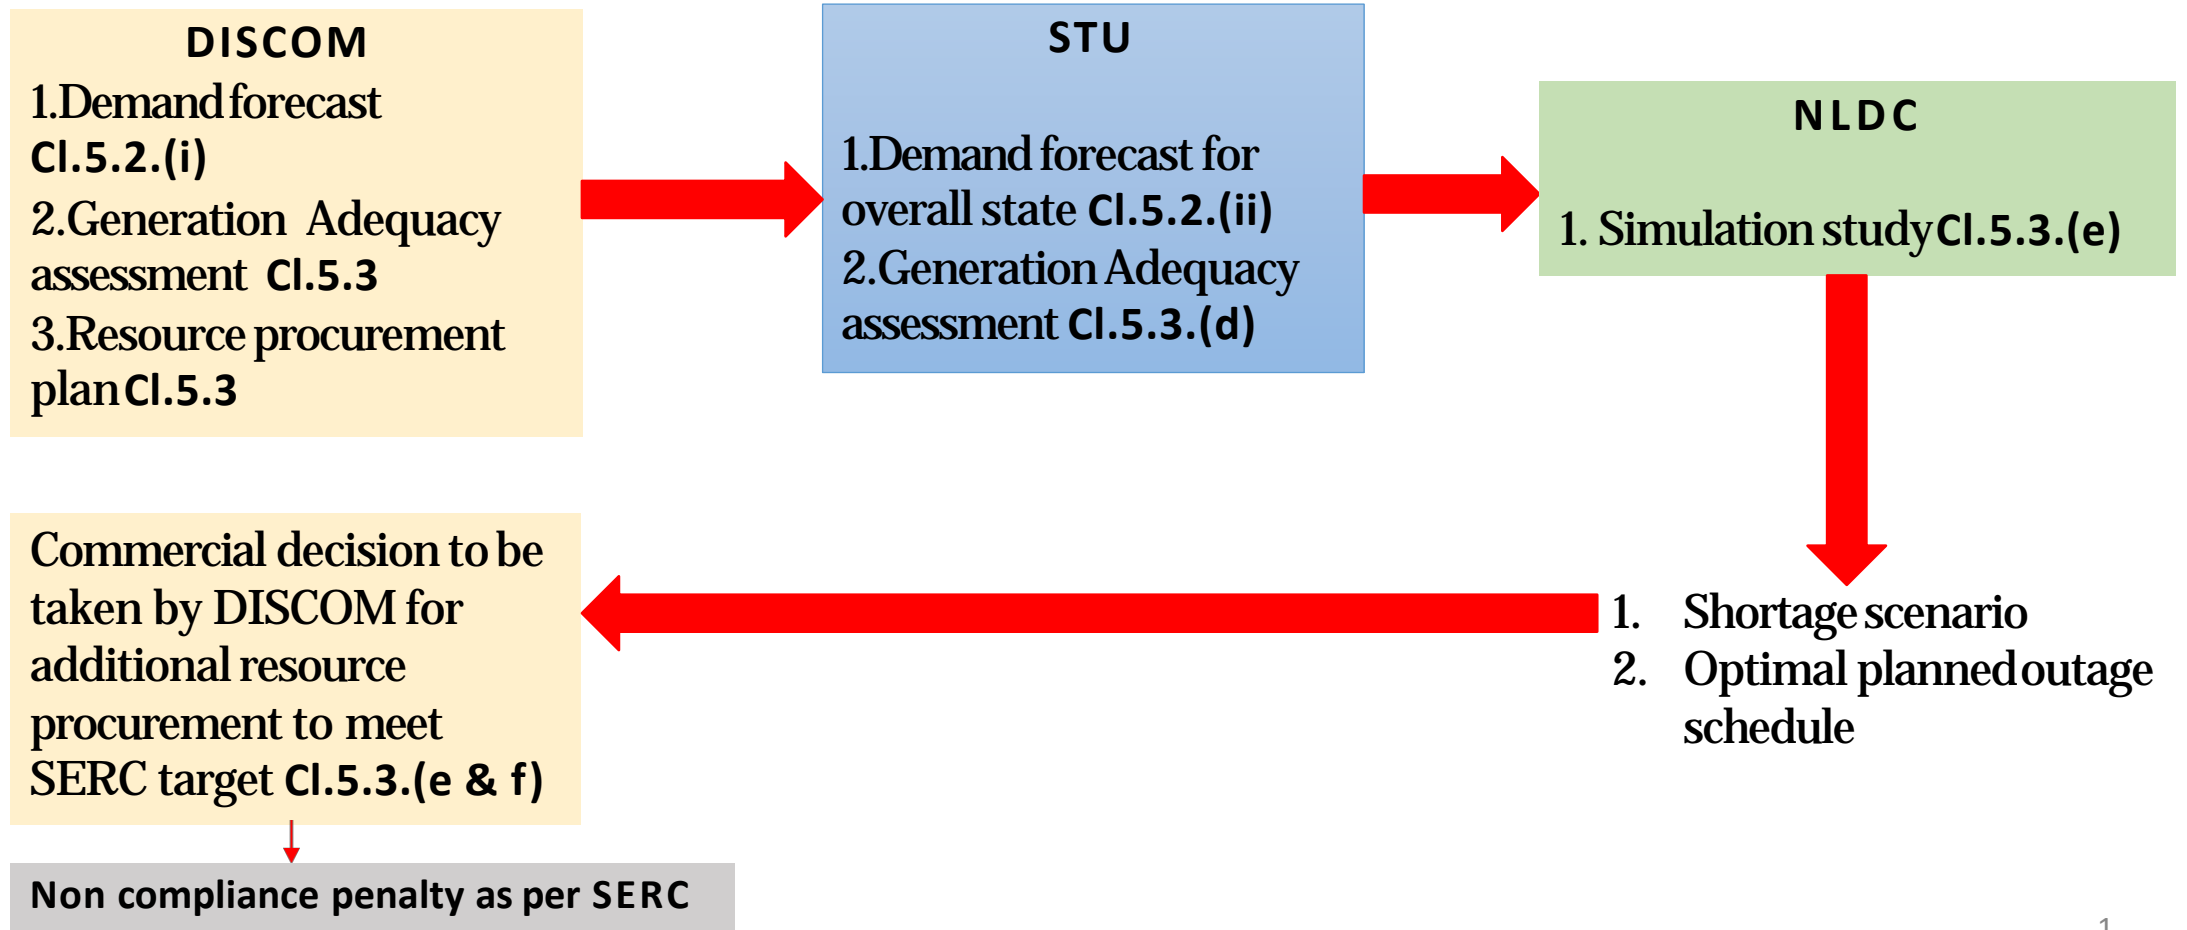 DISCOM
1.Demand forecast
Cl.5.2.(i)
2.Generation Adequacy
assessment Cl.5.3
3.Resource procurement
plan Cl.5.3
STU
1.Demand forecast for
overall state Cl.5.2.(ii)
2.Generation Adequacy
assessment Cl.5.3.(d)
NLDC
1. Simulation study Cl.5.3.(e)
1. Shortage scenario
2. Optimal planned outage
schedule
Commercial decision to be
taken by DISCOM for
additional resource
procurement to meet
SERC target Cl.5.3.(e & f)
Non compliance penalty as per SERC
1